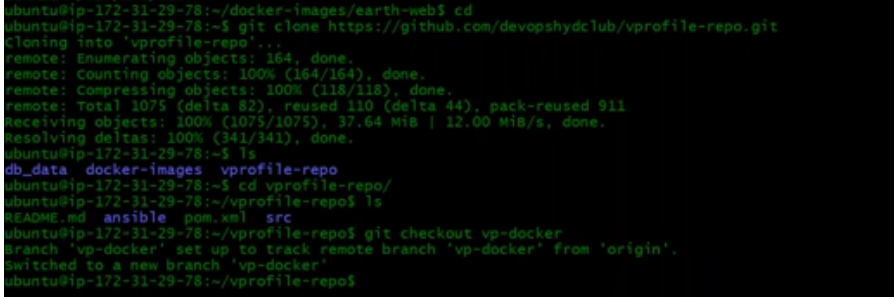 ubuntu@ip-172-31-29-78:~/docker-images/earth-web$ cd
ubuntu@ip-172-31-29-78:~$ git clone https://github.com/devopshydclub/vprofile-repo.git
Cloning into 'vprofile-repo'...
remote: Enumerating objects: 164, done.
remote: Counting objects: 100% (164/164), done.
remote: Compressing objects: 100% (118/118), done.
remote: Total 1075 (delta 82), reused 110 (delta 44), pack-reused 911
Receiving objects: 100% (1075/1075), 37.64 MiB | 12.00 MiB/s, done.
Resolving deltas: 100% (341/341), done.
ubuntu@ip-172-31-29-78:~$ ls
db_data  docker-images  vprofile-repo
ubuntu@ip-172-31-29-78:~$ cd vprofile-repo/
ubuntu@ip-172-31-29-78:~/vprofile-repo$ ls
README.md  ansible  pom.xml  src
ubuntu@ip-172-31-29-78:~/vprofile-repo$ git checkout vp-docker
Branch 'vp-docker' set up to track remote branch 'vp-docker' from 'origin'.
Switched to a new branch 'vp-docker'
ubuntu@ip-172-31-29-78:~/vprofile-repo$